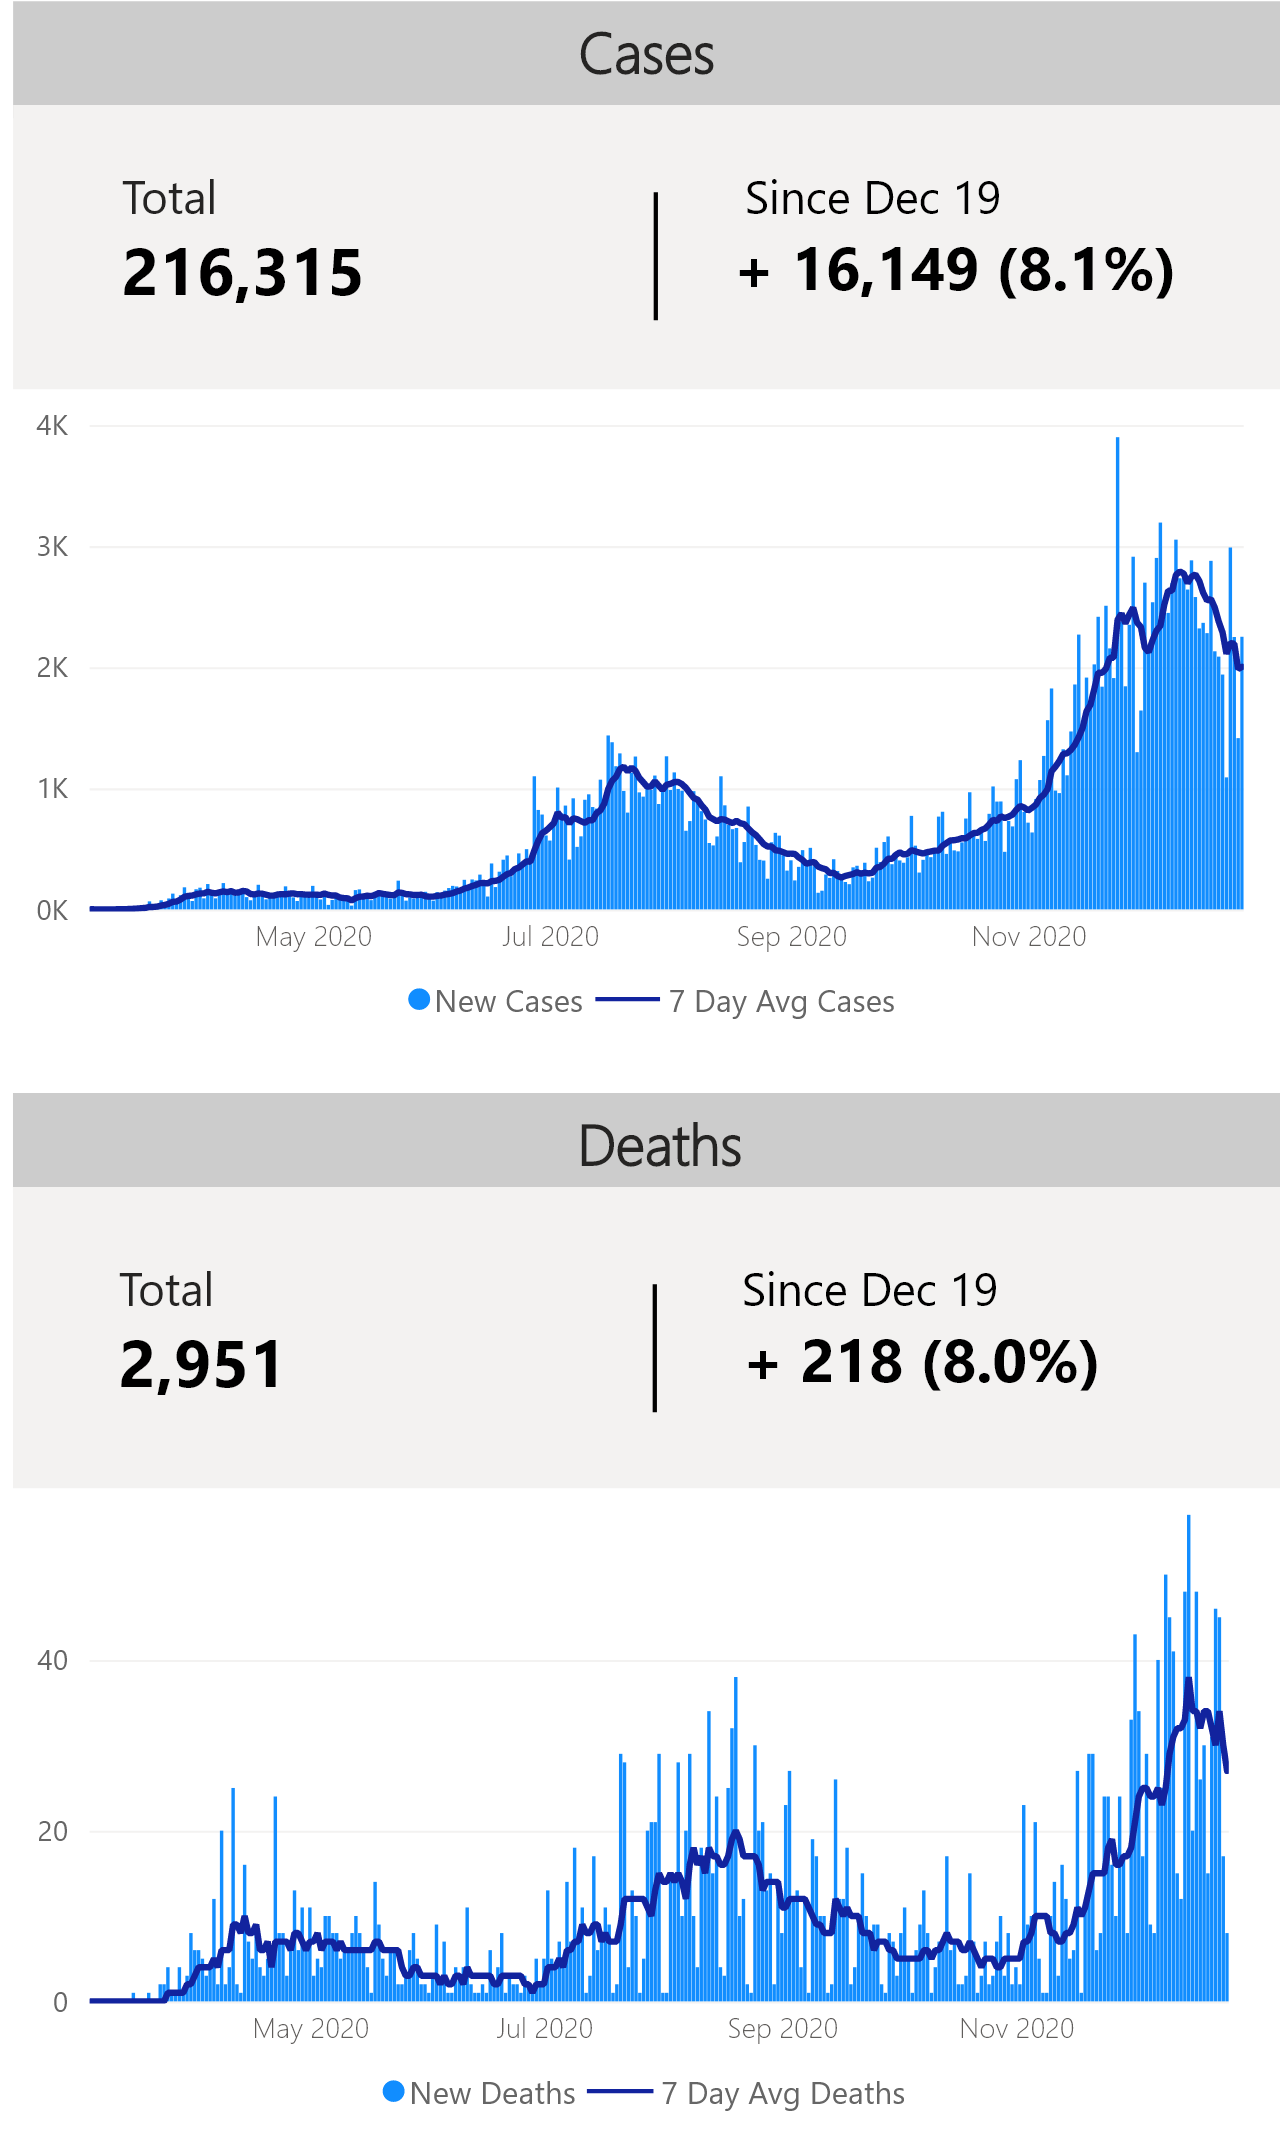 Cases
Total
Since Dec 19
216,315
+ 16,149 (8.1%)
4K
3K
2K
1K
0K
May 2020
Jul 2020
Sep 2020
Nov 2020
New Cases
7 Day Avg Cases
Deaths
Total
Since Dec 19
2,951
+ 218 (8.0%)
40
20
0
May 2020
Jul 2020
Sep 2020
Nov 2020
New Deaths
7 Day Avg Deaths